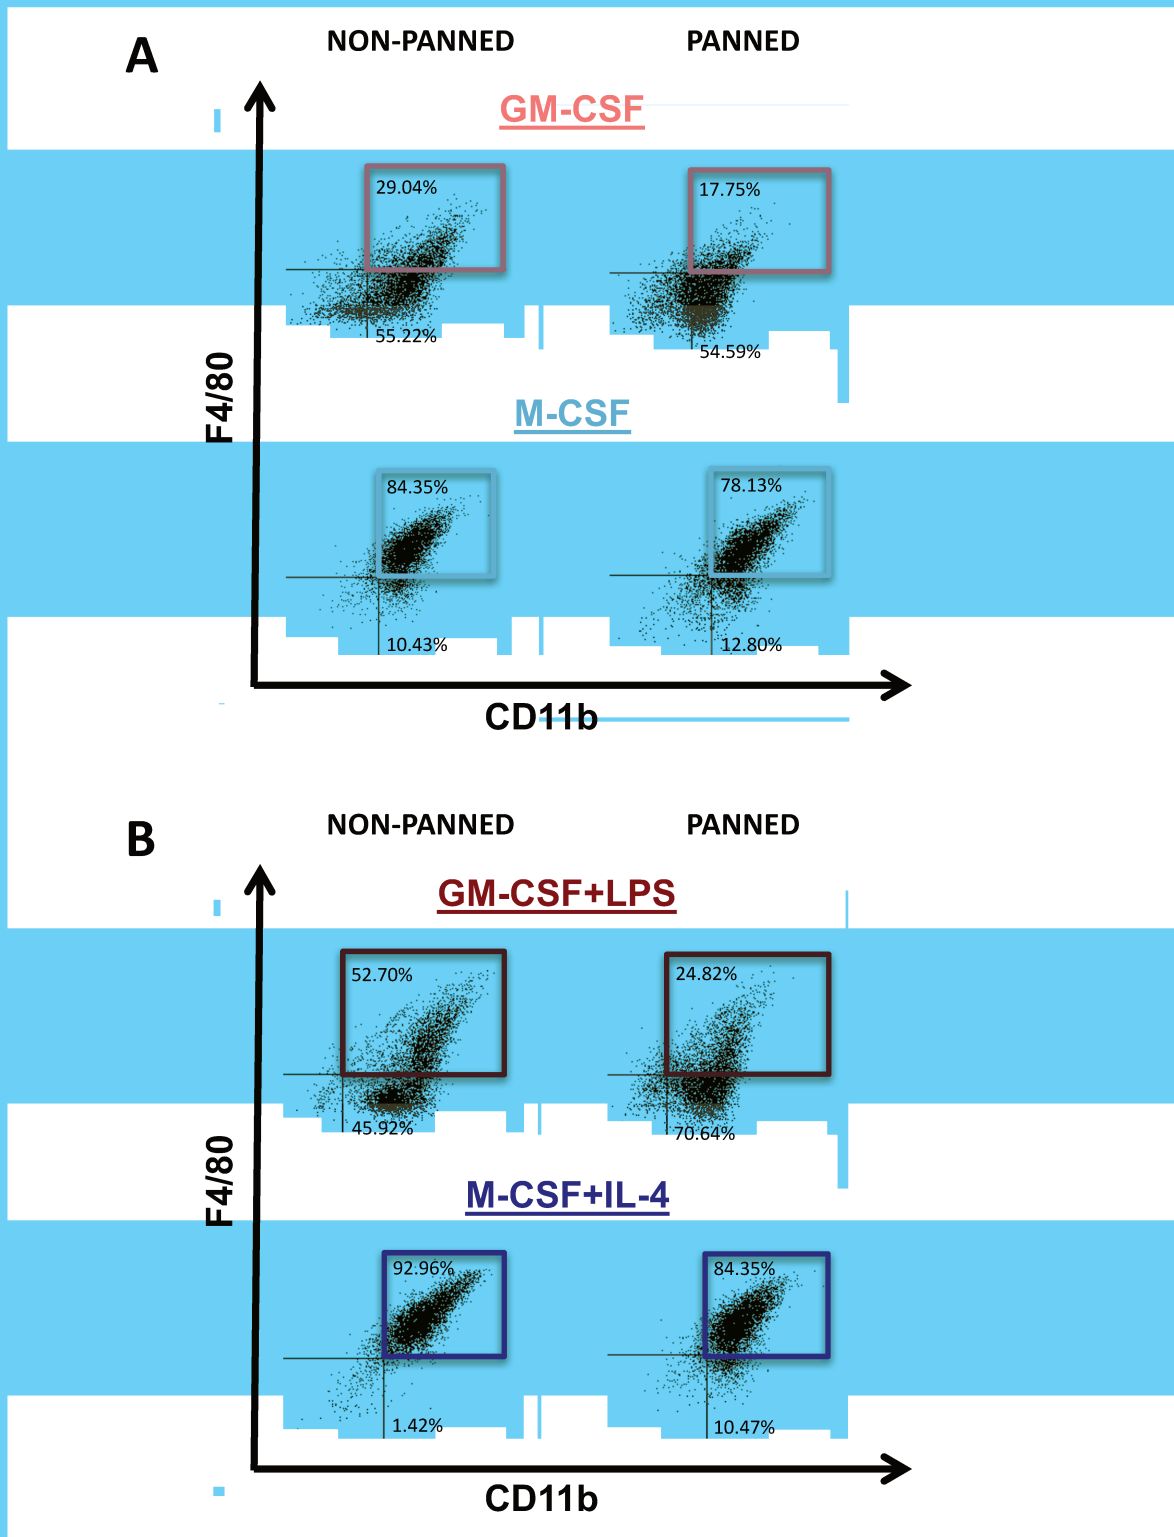 A
NON-PANNED
PANNED
GM-CSF
29.04%
17.75%
55.22%
54.59%
F4/80
M-CSF
84.35%
78.13%
10.43%
12.80%
CD11b
B
NON-PANNED
PANNED
GM-CSF+LPS
52.70%
24.82%
45.92%
70.64%
F4/80
M-CSF+IL-4
92.96%
84.35%
1.42%
10.47%
CD11b